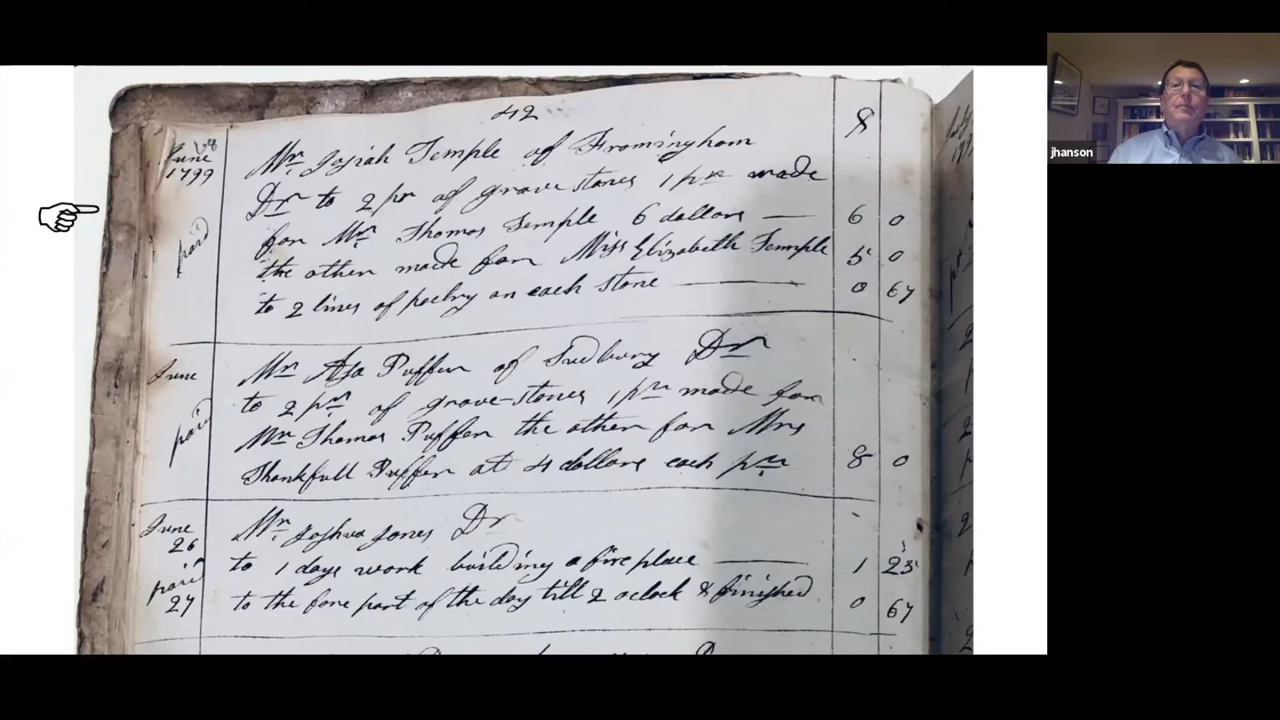 42
June 1799
Mr Josiah Temple of Fromingham
Dr to 2 pr of grave stones 1 pr made
for Mr Thomas Temple 6 dollars — 6 0
paid
the other made for Miss Elizabeth Temple 5 0
to 2 lines of poetry on each stone — 0 67
June
Mr Asa Puffer of Sudbury Dr
to 2 prs of grave-stones 1 pr made for
paid
Mr Thomas Puffer the other for Mrs
Thankfull Puffer at 4 dollars each pr 8 0
June 26
Mr Joshua Jones Dr
to 1 days work building a fire place — 1 25
paid
27
to the fore part of the day till 2 oclock & finished 0 67
jhanson